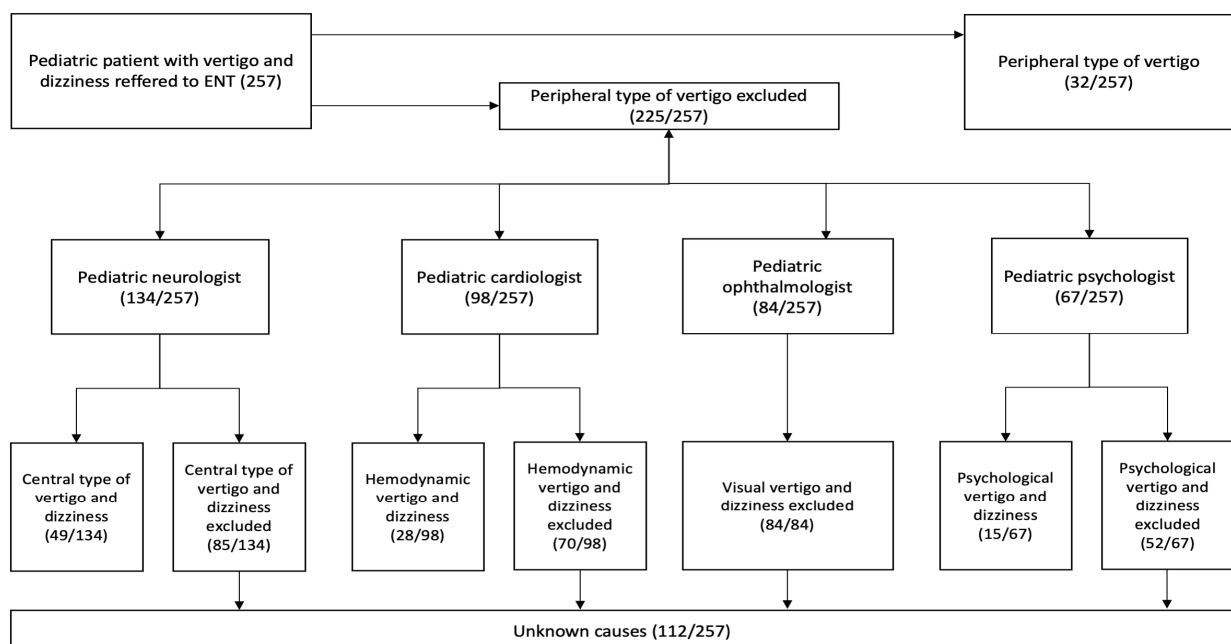 Pediatric patient with vertigo and
dizziness reffered to ENT (257)
Peripheral type of vertigo
(32/257)
Peripheral type of vertigo excluded
(225/257)
Pediatric neurologist
(134/257)
Pediatric cardiologist
(98/257)
Pediatric
ophthalmologist
(84/257)
Pediatric psychologist
(67/257)
Central type of
vertigo and
dizziness
(49/134)
Central type of
vertigo and
dizziness
excluded
(85/134)
Hemodynamic
vertigo and
dizziness
(28/98)
Hemodynamic
vertigo and
dizziness
excluded
(70/98)
Visual vertigo and
dizziness excluded
(84/84)
Psychological
vertigo and
dizziness
(15/67)
Psychological
vertigo and
dizziness
excluded
(52/67)
Unknown causes (112/257)